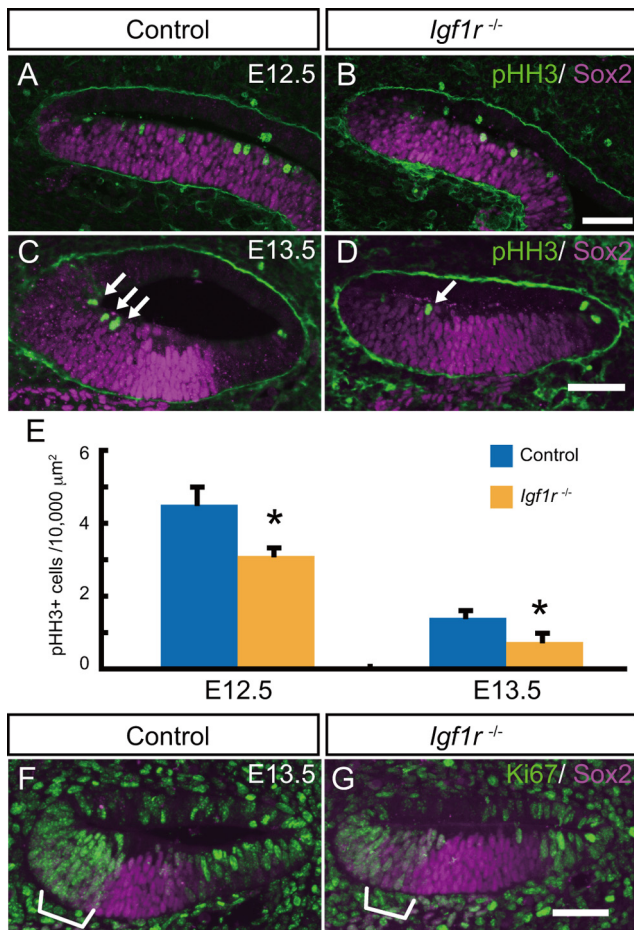 Control Igf1r -/-
A E12.5 B pHH3/ Sox2
C E13.5 D pHH3/ Sox2
E
pHH3+ cells /10,000 μm²
6
4
2
0
Control
Igf1r -/-
* *
E12.5 E13.5
Control Igf1r -/-
F E13.5 G Ki67/ Sox2